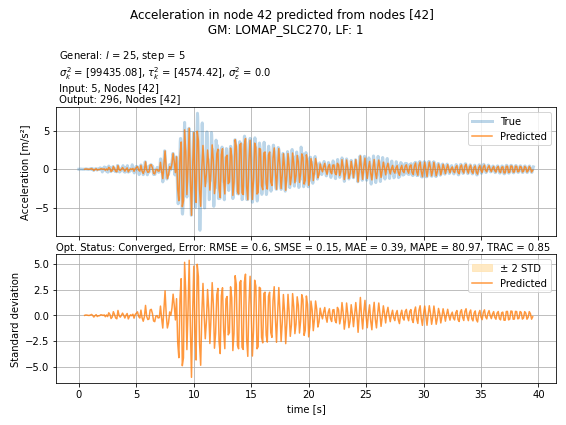 Acceleration in node 42 predicted from nodes [42]
GM: LOMAP_SLC270, LF: 1
General: l = 25, step = 5
σ²ₖ = [99435.08], τ²ₖ = [4574.42], σ²_ε = 0.0
Input: 5, Nodes [42]
Output: 296, Nodes [42]
True
Predicted
Acceleration [m/s²]
5
0
−5
Opt. Status: Converged, Error: RMSE = 0.6, SMSE = 0.15, MAE = 0.39, MAPE = 80.97, TRAC = 0.85
± 2 STD
Predicted
Standard deviation
5.0
2.5
0.0
−2.5
−5.0
0 5 10 15 20 25 30 35 40
time [s]